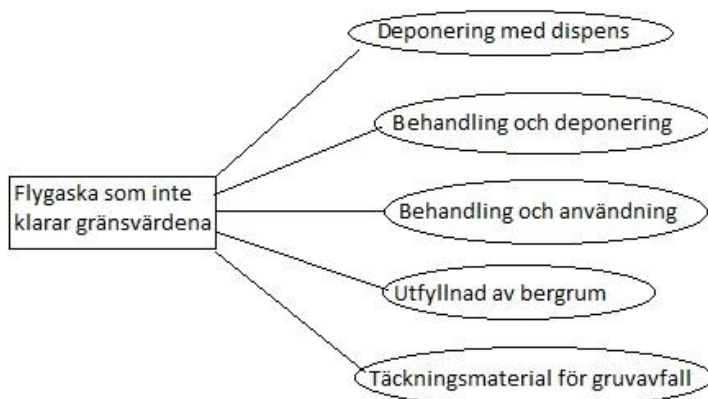 Deponering med dispens
Behandling och deponering
Flygaska som inte
klarar gränsvärdena
Behandling och användning
Utfyllnad av bergrum
Täckningsmaterial för gruvavfall